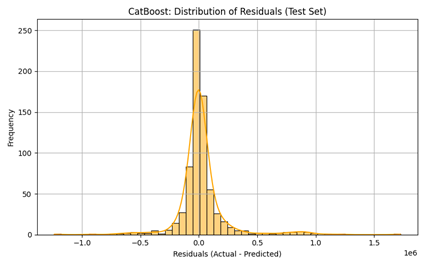 CatBoost: Distribution of Residuals (Test Set)
250
200
150
100
50
0
Frequency
−1.0 −0.5 0.0 0.5 1.0 1.5
1e6
Residuals (Actual - Predicted)